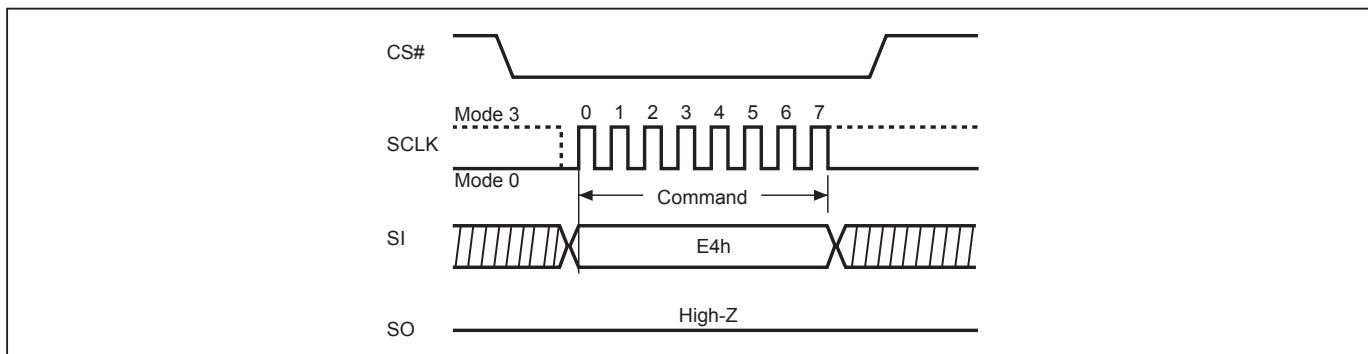 CS#
Mode 3
0 1 2 3 4 5 6 7
SCLK
Mode 0
Command
SI
E4h
High-Z
SO